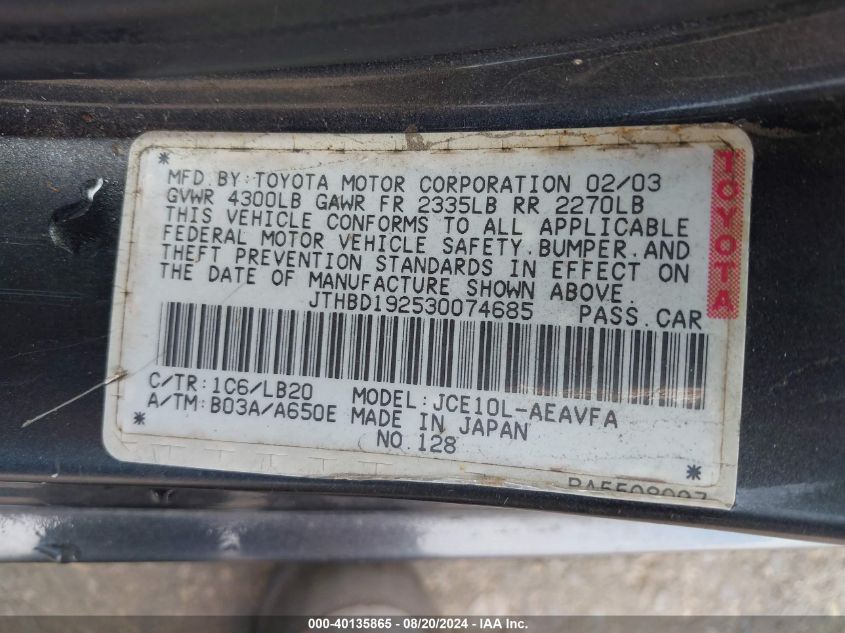 *
MFD.BY:TOYOTA MOTOR CORPORATION 02/03
GVWR 4300LB GAWR FR 2335LB RR 2270LB
THIS VEHICLE CONFORMS TO ALL APPLICABLE
FEDERAL MOTOR VEHICLE SAFETY,BUMPER,AND
THEFT PREVENTION STANDARDS IN EFFECT ON
THE DATE OF MANUFACTURE SHOWN ABOVE.
JTHBD192530074685 PASS.CAR
C/TR:1C6/LB20 MODEL:JCE10L-AEAVFA
A/TM:B03A/A650E MADE IN JAPAN
NO.128
*
TOYOTA
000-40135865 - 08/20/2024 - IAA Inc.